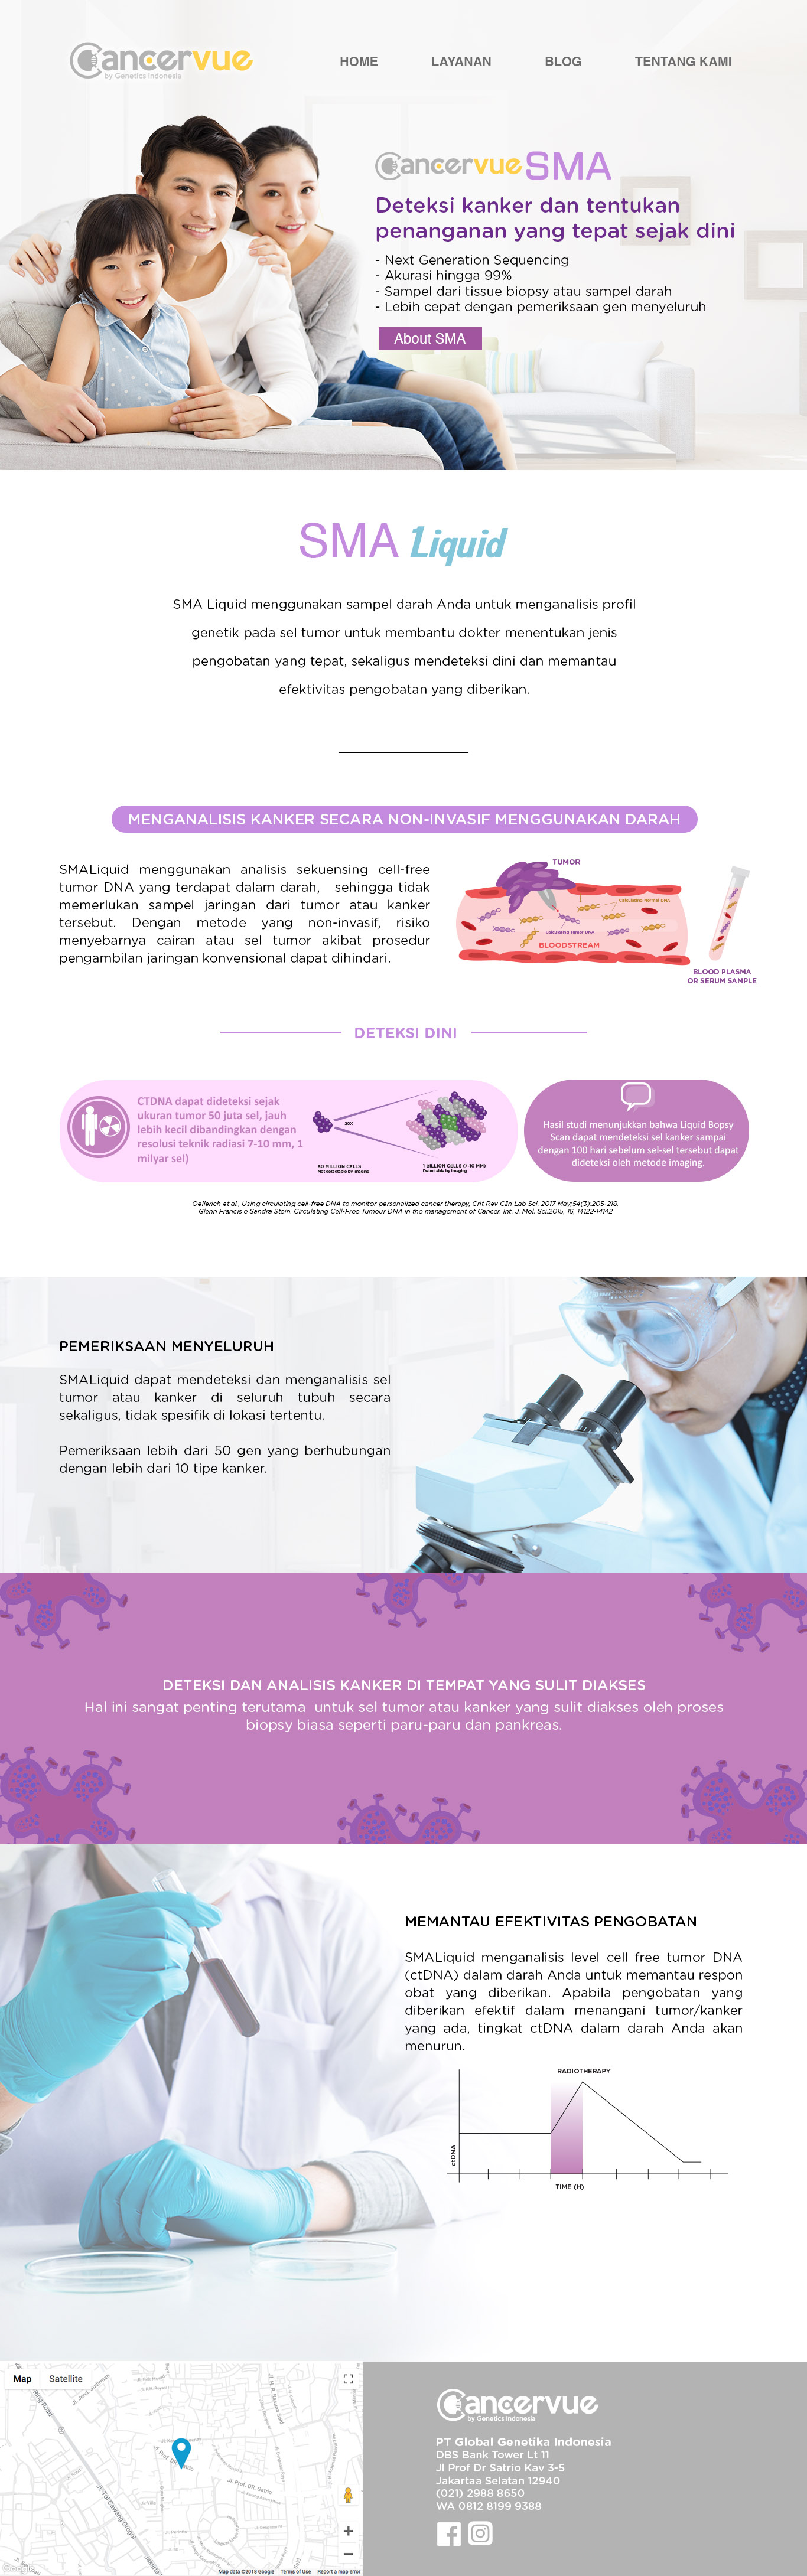 Cancervue
by Genetics Indonesia
HOME
LAYANAN
BLOG
TENTANG KAMI
CancervueSMA
Deteksi kanker dan tentukan
penanganan yang tepat sejak dini
- Next Generation Sequencing
- Akurasi hingga 99%
- Sampel dari tissue biopsy atau sampel darah
- Lebih cepat dengan pemeriksaan gen menyeluruh
About SMA
SMA Liquid
SMA Liquid menggunakan sampel darah Anda untuk menganalisis profil
genetik pada sel tumor untuk membantu dokter menentukan jenis
pengobatan yang tepat, sekaligus mendeteksi dini dan memantau
efektivitas pengobatan yang diberikan.
MENGANALISIS KANKER SECARA NON-INVASIF MENGGUNAKAN DARAH
SMALiquid menggunakan analisis sekuensing cell-free
tumor DNA yang terdapat dalam darah, sehingga tidak
memerlukan sampel jaringan dari tumor atau kanker
tersebut. Dengan metode yang non-invasif, risiko
menyebarnya cairan atau sel tumor akibat prosedur
pengambilan jaringan konvensional dapat dihindari.
TUMOR
Calculating Normal DNA
Calculating Tumor DNA
BLOODSTREAM
BLOOD PLASMA
OR SERUM SAMPLE
DETEKSI DINI
CTDNA dapat dideteksi sejak
ukuran tumor 50 juta sel, jauh
lebih kecil dibandingkan dengan
resolusi teknik radiasi 7-10 mm, 1
milyar sel)
20X
50 MILLION CELLS
Not detectable by imaging
1 BILLION CELLS (7-10 MM)
Detectable by imaging
Hasil studi menunjukkan bahwa Liquid Bopsy
Scan dapat mendeteksi sel kanker sampai
dengan 100 hari sebelum sel-sel tersebut dapat
dideteksi oleh metode imaging.
Oellerich et al., Using circulating cell-free DNA to monitor personalized cancer therapy, Crit Rev Clin Lab Sci. 2017 May;54(3):205-218.
Glenn Francis e Sandra Stein. Circulating Cell-Free Tumour DNA in the management of Cancer. Int. J. Mol. Sci.2015, 16, 14122-14142
PEMERIKSAAN MENYELURUH
SMALiquid dapat mendeteksi dan menganalisis sel
tumor atau kanker di seluruh tubuh secara
sekaligus, tidak spesifik di lokasi tertentu.
Pemeriksaan lebih dari 50 gen yang berhubungan
dengan lebih dari 10 tipe kanker.
DETEKSI DAN ANALISIS KANKER DI TEMPAT YANG SULIT DIAKSES
Hal ini sangat penting terutama untuk sel tumor atau kanker yang sulit diakses oleh proses
biopsy biasa seperti paru-paru dan pankreas.
MEMANTAU EFEKTIVITAS PENGOBATAN
SMALiquid menganalisis level cell free tumor DNA
(ctDNA) dalam darah Anda untuk memantau respon
obat yang diberikan. Apabila pengobatan yang
diberikan efektif dalam menangani tumor/kanker
yang ada, tingkat ctDNA dalam darah Anda akan
menurun.
RADIOTHERAPY
ctDNA
TIME (H)
Map
Satellite
Jl. Prof. DR. Satrio
Google
Map data ©2018 Google
Terms of Use
Report a map error
Cancervue
by Genetics Indonesia
PT Global Genetika Indonesia
DBS Bank Tower Lt 11
Jl Prof Dr Satrio Kav 3-5
Jakartaa Selatan 12940
(021) 2988 8650
WA 0812 8199 9388